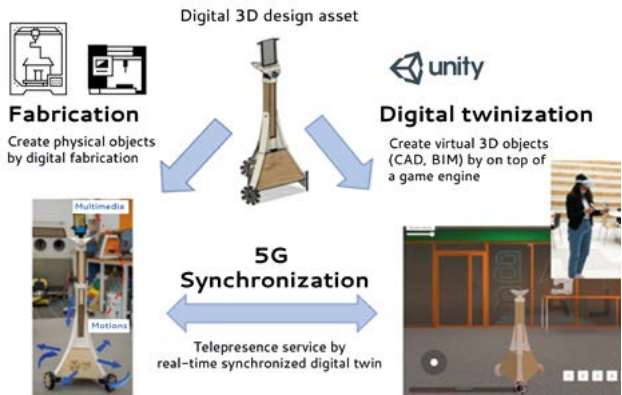 Digital 3D design asset
unity
Fabrication
Create physical objects
by digital fabrication
Digital twinization
Create virtual 3D objects
(CAD, BIM) by on top of
a game engine
Multimedia
Motions
5G
Synchronization
Telepresence service by
real-time synchronized digital twin